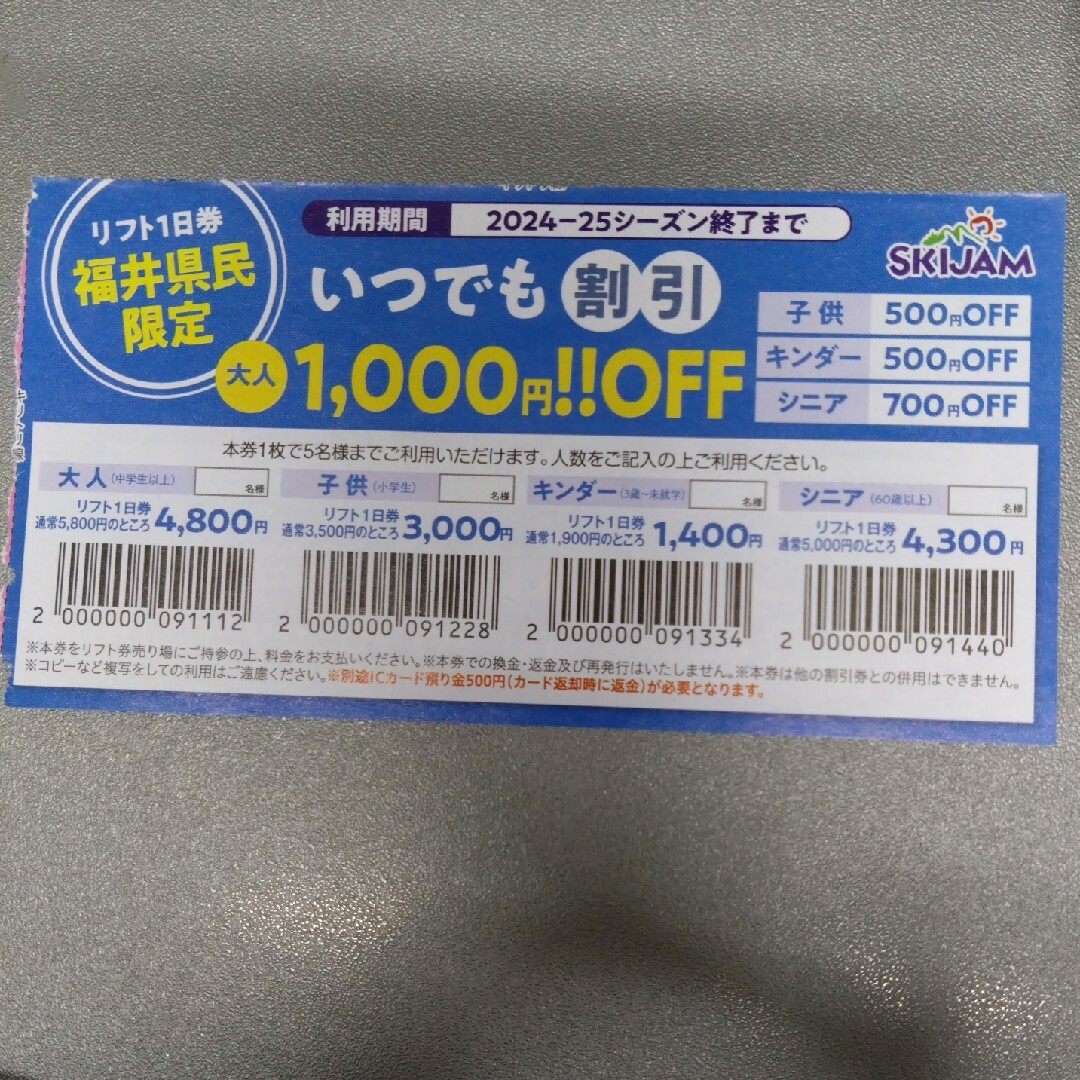 リフト1日券
福井県民
限定
利用期間 2024-25シーズン終了まで
SKIJAM
いつでも割引
大人 1,000円!!OFF
子供 500円OFF
キンダー 500円OFF
シニア 700円OFF
キリトリ線
本券1枚で5名様までご利用いただけます。人数をご記入の上ご利用ください。
大人(中学生以上) 名様
リフト1日券
通常5,800円のところ 4,800円
2 000000 091112
子供(小学生) 名様
リフト1日券
通常3,500円のところ 3,000円
2 000000 091228
キンダー(3歳~未就学) 名様
リフト1日券
通常1,900円のところ 1,400円
2 000000 091334
シニア(60歳以上) 名様
リフト1日券
通常5,000円のところ 4,300円
2 000000 091440
※本券をリフト券売り場にご持参の上、料金をお支払いください。※本券での換金・返金及び再発行はいたしません。※本券は他の割引券との併用はできません。
※コピーなど複写をしての利用はご遠慮ください。※別途ICカード預り金500円(カード返却時に返金)が必要となります。